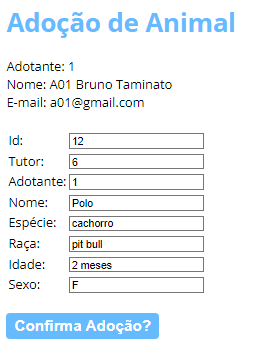 Adoção de Animal
Adotante: 1
Nome: A01 Bruno Taminato
E-mail: a01@gmail.com
Id: 12
Tutor: 6
Adotante: 1
Nome: Polo
Espécie: cachorro
Raça: pit bull
Idade: 2 meses
Sexo: F
Confirma Adoção?